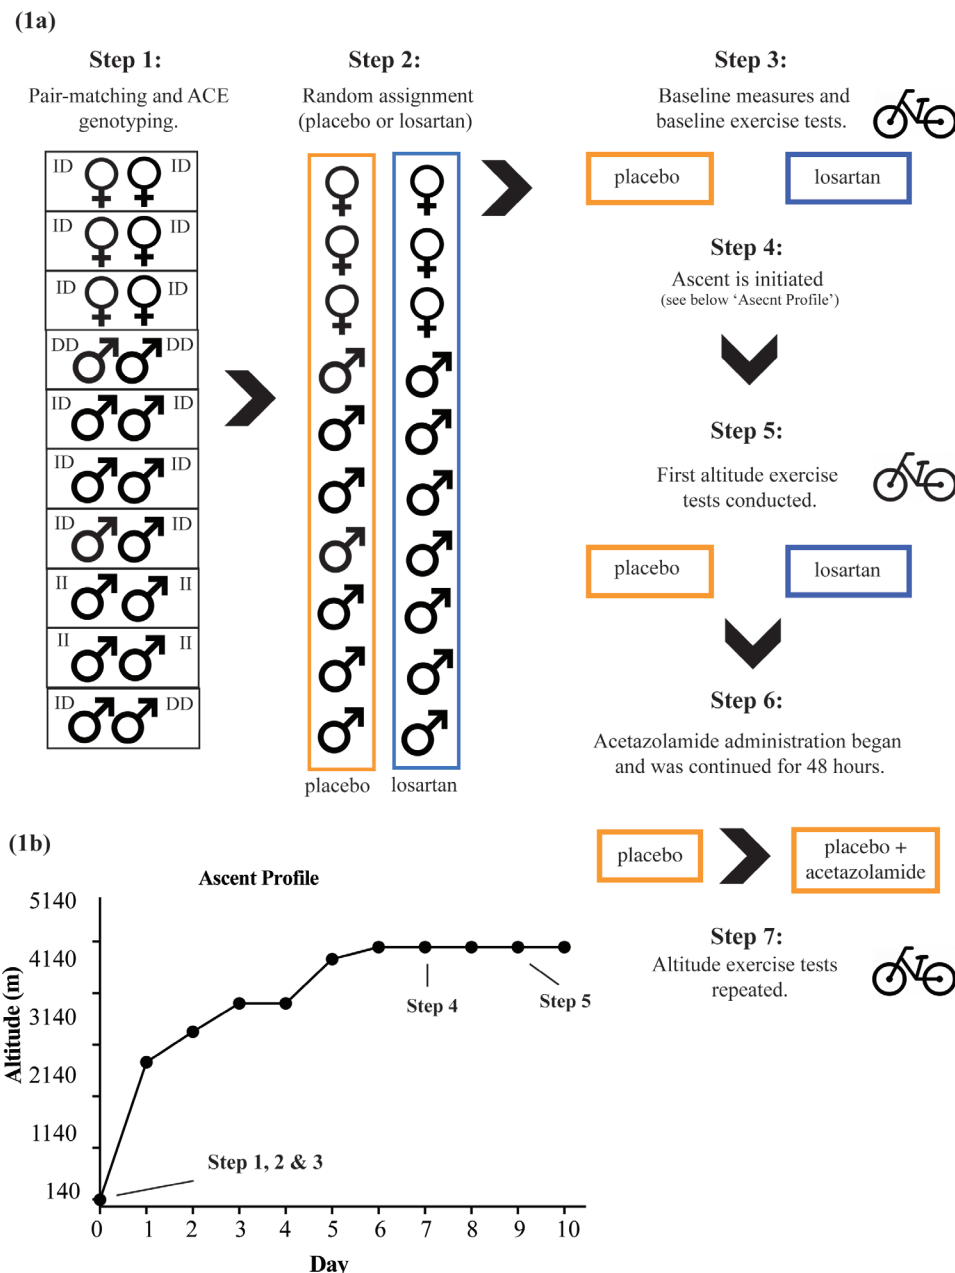 (1a)
Step 1:
Pair-matching and ACE
genotyping.
ID ID
ID ID
ID ID
DD DD
ID ID
ID ID
ID ID
II II
II II
ID DD
Step 2:
Random assignment
(placebo or losartan)
placebo losartan
Step 3:
Baseline measures and
baseline exercise tests.
placebo losartan
Step 4:
Ascent is initiated
(see below ‘Asecnt Profile’)
Step 5:
First altitude exercise
tests conducted.
placebo losartan
Step 6:
Acetazolamide administration began
and was continued for 48 hours.
placebo
placebo +
acetazolamide
Step 7:
Altitude exercise tests
repeated.
(1b)
Ascent Profile
Altitude (m)
5140
4140
3140
2140
1140
140
Step 4
Step 5
Step 1, 2 & 3
0 1 2 3 4 5 6 7 8 9 10
Day